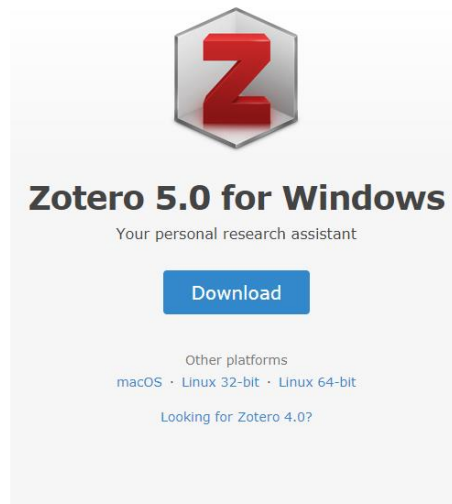 Z
Zotero 5.0 for Windows
Your personal research assistant
Download
Other platforms
macOS · Linux 32-bit · Linux 64-bit
Looking for Zotero 4.0?